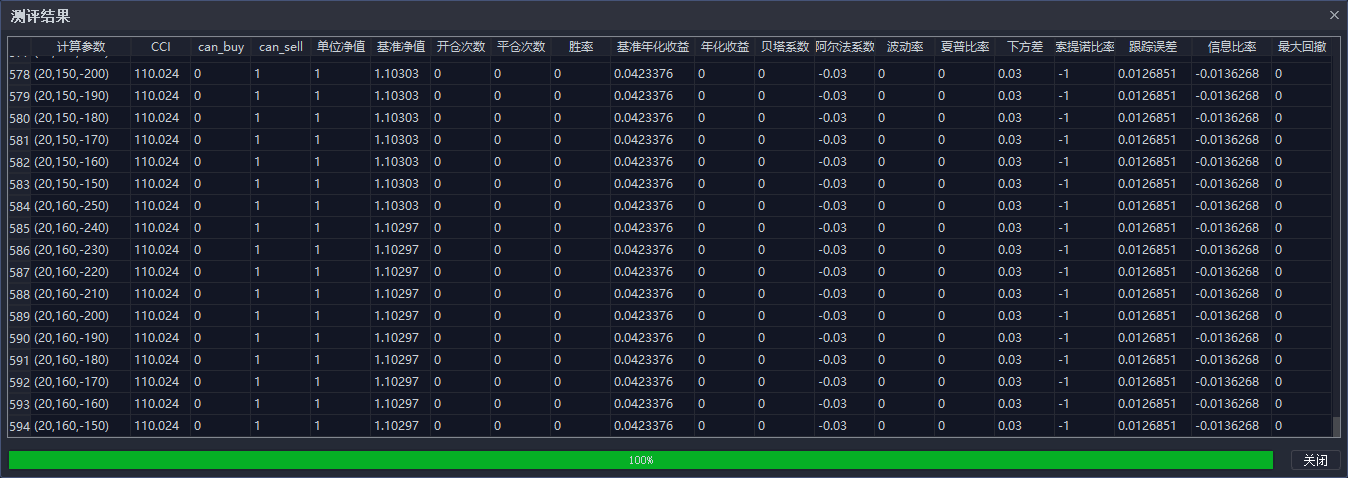 测评结果
计算参数 CCI can_buy can_sell 单位净值 基准净值 开仓次数 平仓次数 胜率 基准年化收益 年化收益 贝塔系数 阿尔法系数 波动率 夏普比率 下方差 索提诺比率 跟踪误差 信息比率 最大回撤
578 (20,150,-200) 110.024 0 1 1 1.10303 0 0 0 0.0423376 0 0 -0.03 0 0 0.03 -1 0.0126851 -0.0136268 0
579 (20,150,-190) 110.024 0 1 1 1.10303 0 0 0 0.0423376 0 0 -0.03 0 0 0.03 -1 0.0126851 -0.0136268 0
580 (20,150,-180) 110.024 0 1 1 1.10303 0 0 0 0.0423376 0 0 -0.03 0 0 0.03 -1 0.0126851 -0.0136268 0
581 (20,150,-170) 110.024 0 1 1 1.10303 0 0 0 0.0423376 0 0 -0.03 0 0 0.03 -1 0.0126851 -0.0136268 0
582 (20,150,-160) 110.024 0 1 1 1.10303 0 0 0 0.0423376 0 0 -0.03 0 0 0.03 -1 0.0126851 -0.0136268 0
583 (20,150,-150) 110.024 0 1 1 1.10303 0 0 0 0.0423376 0 0 -0.03 0 0 0.03 -1 0.0126851 -0.0136268 0
584 (20,160,-250) 110.024 0 1 1 1.10303 0 0 0 0.0423376 0 0 -0.03 0 0 0.03 -1 0.0126851 -0.0136268 0
585 (20,160,-240) 110.024 0 1 1 1.10297 0 0 0 0.0423376 0 0 -0.03 0 0 0.03 -1 0.0126851 -0.0136268 0
586 (20,160,-230) 110.024 0 1 1 1.10297 0 0 0 0.0423376 0 0 -0.03 0 0 0.03 -1 0.0126851 -0.0136268 0
587 (20,160,-220) 110.024 0 1 1 1.10297 0 0 0 0.0423376 0 0 -0.03 0 0 0.03 -1 0.0126851 -0.0136268 0
588 (20,160,-210) 110.024 0 1 1 1.10297 0 0 0 0.0423376 0 0 -0.03 0 0 0.03 -1 0.0126851 -0.0136268 0
589 (20,160,-200) 110.024 0 1 1 1.10297 0 0 0 0.0423376 0 0 -0.03 0 0 0.03 -1 0.0126851 -0.0136268 0
590 (20,160,-190) 110.024 0 1 1 1.10297 0 0 0 0.0423376 0 0 -0.03 0 0 0.03 -1 0.0126851 -0.0136268 0
591 (20,160,-180) 110.024 0 1 1 1.10297 0 0 0 0.0423376 0 0 -0.03 0 0 0.03 -1 0.0126851 -0.0136268 0
592 (20,160,-170) 110.024 0 1 1 1.10297 0 0 0 0.0423376 0 0 -0.03 0 0 0.03 -1 0.0126851 -0.0136268 0
593 (20,160,-160) 110.024 0 1 1 1.10297 0 0 0 0.0423376 0 0 -0.03 0 0 0.03 -1 0.0126851 -0.0136268 0
594 (20,160,-150) 110.024 0 1 1 1.10297 0 0 0 0.0423376 0 0 -0.03 0 0 0.03 -1 0.0126851 -0.0136268 0
100% 关闭